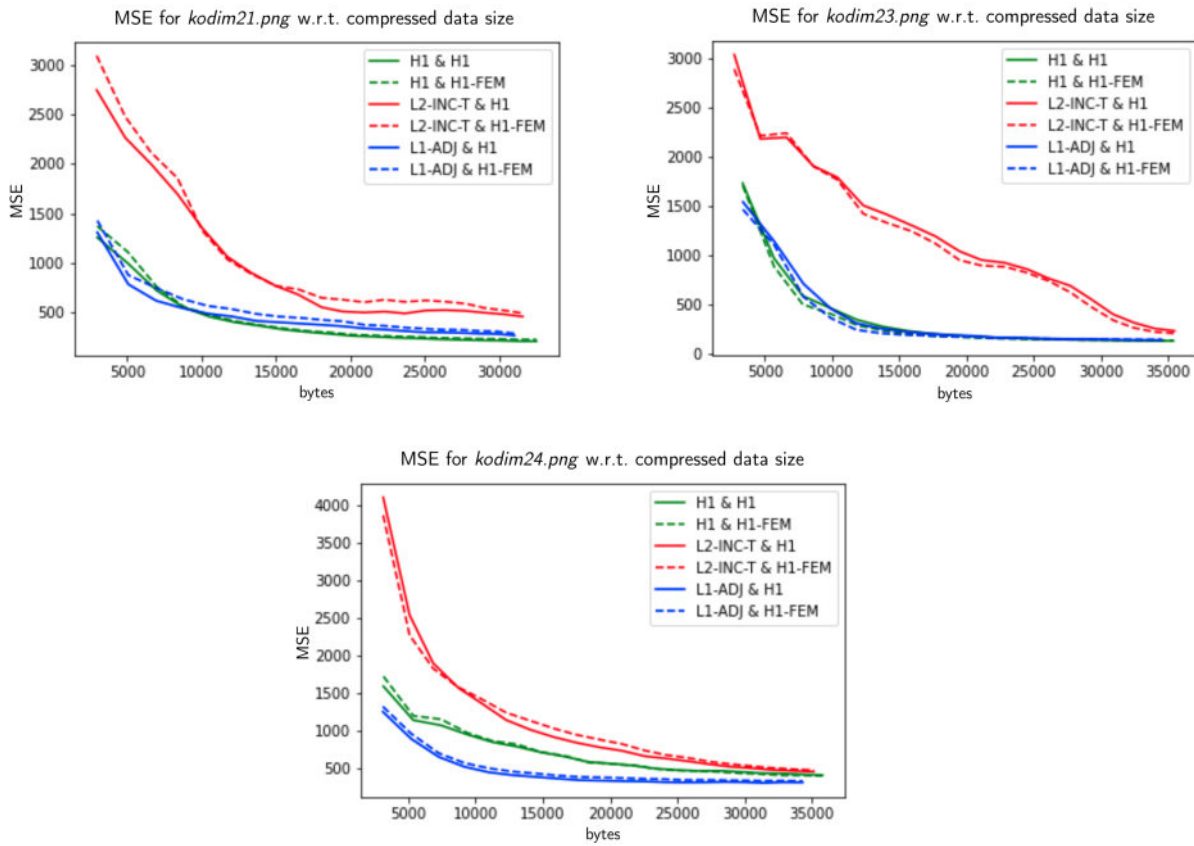 MSE for kodim21.png w.r.t. compressed data size
3000
2500
2000
1500
1000
500
MSE
H1 & H1
H1 & H1-FEM
L2-INC-T & H1
L2-INC-T & H1-FEM
L1-ADJ & H1
L1-ADJ & H1-FEM
5000 10000 15000 20000 25000 30000
bytes
MSE for kodim23.png w.r.t. compressed data size
3000
2500
2000
1500
1000
500
0
MSE
H1 & H1
H1 & H1-FEM
L2-INC-T & H1
L2-INC-T & H1-FEM
L1-ADJ & H1
L1-ADJ & H1-FEM
5000 10000 15000 20000 25000 30000 35000
bytes
MSE for kodim24.png w.r.t. compressed data size
4000
3500
3000
2500
2000
1500
1000
500
MSE
H1 & H1
H1 & H1-FEM
L2-INC-T & H1
L2-INC-T & H1-FEM
L1-ADJ & H1
L1-ADJ & H1-FEM
5000 10000 15000 20000 25000 30000 35000
bytes